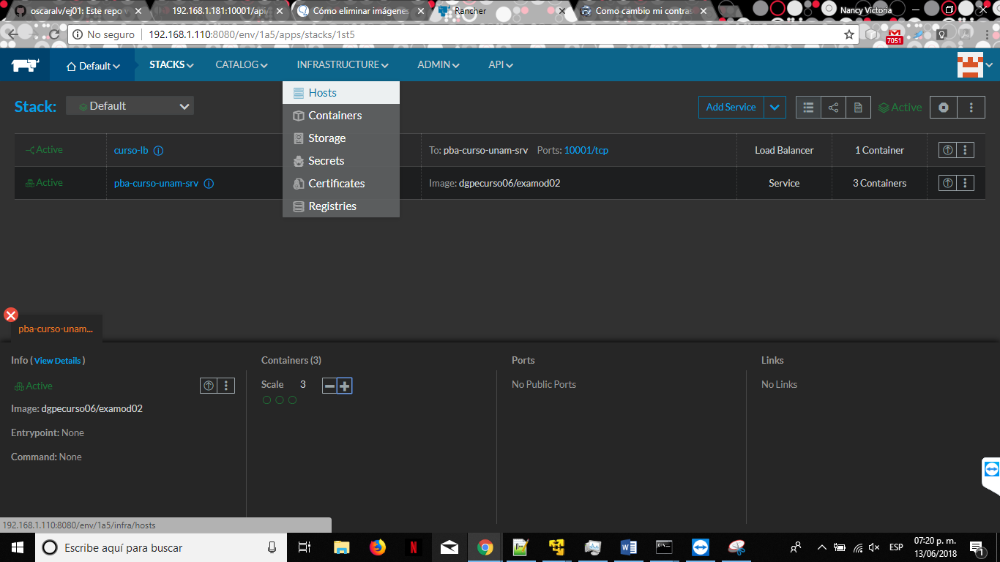 oscaralv/ej01: Este repo v
192.168.1.181:10001/api/
Cómo eliminar imágenes
Rancher
Como cambio mi contras
Nancy Victoria
No seguro
192.168.1.110:8080/env/1a5/apps/stacks/1st5
7051
Default
STACKS
CATALOG
INFRASTRUCTURE
ADMIN
API
Hosts
Containers
Storage
Secrets
Certificates
Registries
Stack:
Default
Add Service
Active
Active
curso-lb
To: pba-curso-unam-srv Ports: 10001/tcp
Load Balancer
1 Container
Active
pba-curso-unam-srv
Image: dgpecurso06/examod02
Service
3 Containers
pba-curso-unam...
Info ( View Details )
Containers (3)
Ports
Links
Active
Scale 3
No Public Ports
No Links
Image: dgpecurso06/examod02
Entrypoint: None
Command: None
192.168.1.110:8080/env/1a5/infra/hosts
Escribe aquí para buscar
ESP
07:20 p. m.
13/06/2018
1